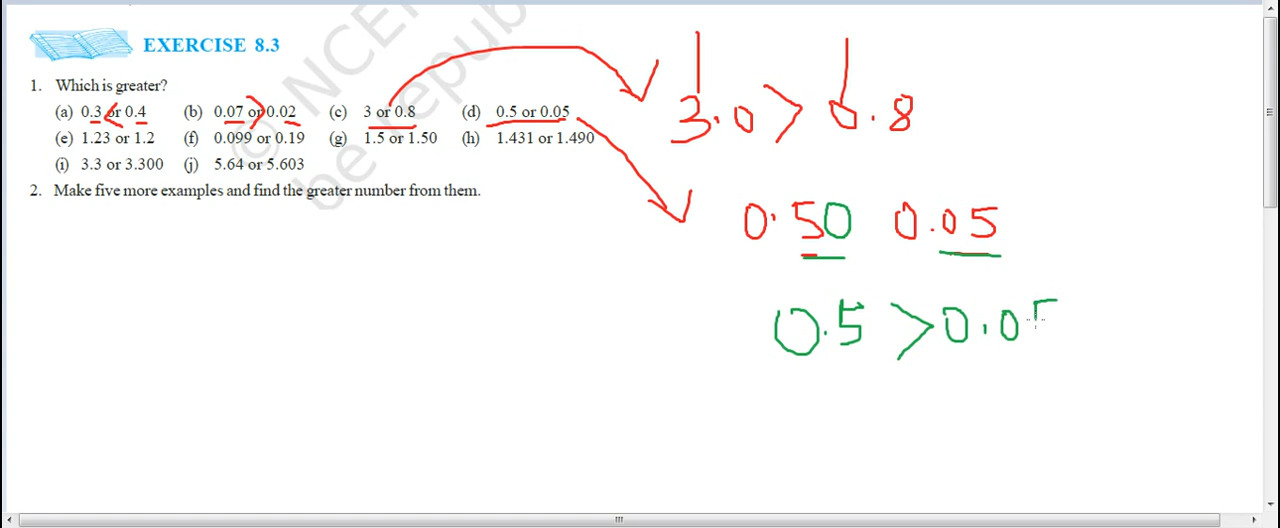 EXERCISE 8.3
1. Which is greater?
(a) 0.3 < or 0.4 (b) 0.07 or > 0.02 (c) 3 or 0.8 (d) 0.5 or 0.05
3.0 > 0.8
(e) 1.23 or 1.2 (f) 0.099 or 0.19 (g) 1.5 or 1.50 (h) 1.431 or 1.490
(i) 3.3 or 3.300 (j) 5.64 or 5.603
2. Make five more examples and find the greater number from them.
0.50 0.05
0.5 > 0.05
© NCE
be repub